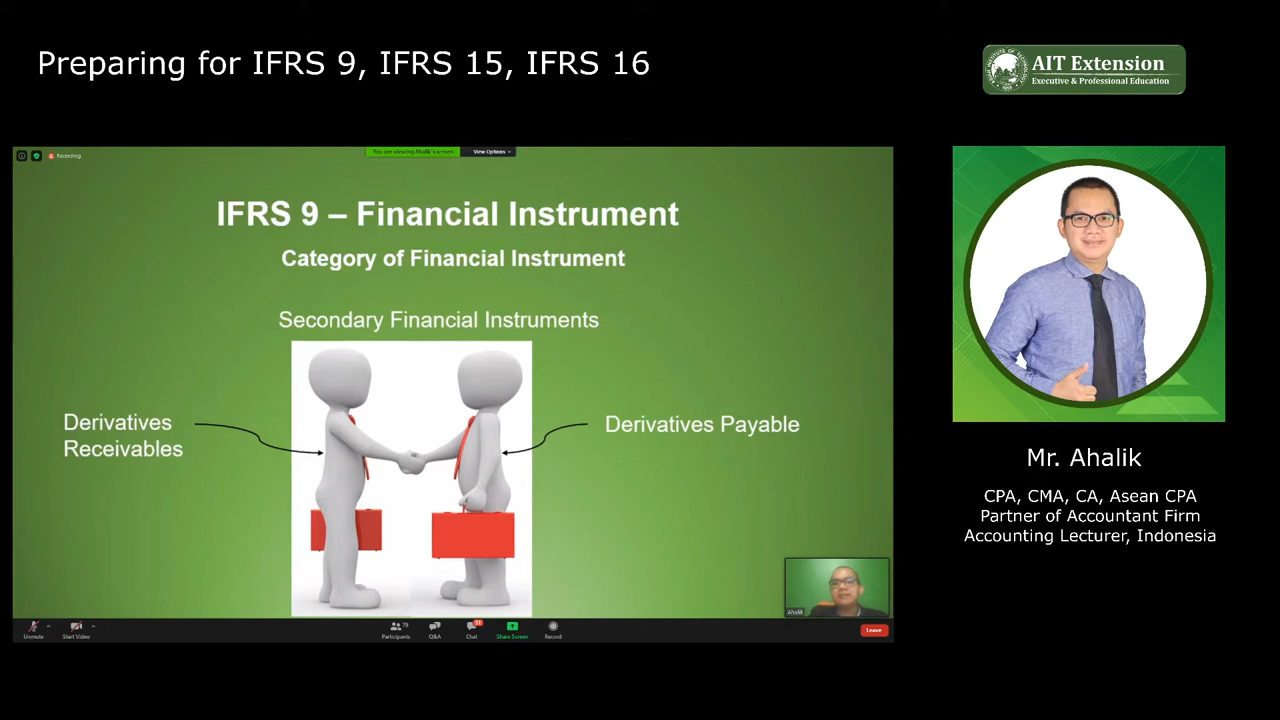 Preparing for IFRS 9, IFRS 15, IFRS 16
AIT Extension
Executive & Professional Education
Recording
You are viewing Ahalik's screen
View Options
IFRS 9 – Financial Instrument
Category of Financial Instrument
Secondary Financial Instruments
Derivatives
Receivables
Derivatives Payable
Ahalik
Unmute
Start Video
Participants
79
Q&A
Chat
Share Screen
Record
Leave
Mr. Ahalik
CPA, CMA, CA, Asean CPA
Partner of Accountant Firm
Accounting Lecturer, Indonesia